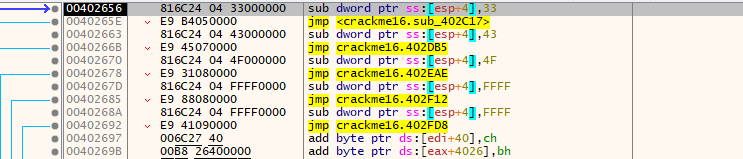 00402656 816C24 04 33000000 sub dword ptr ss:[esp+4],33
0040265E E9 B4050000 jmp <crackme16.sub_402C17>
00402663 816C24 04 43000000 sub dword ptr ss:[esp+4],43
0040266B E9 45070000 jmp crackme16.402DB5
00402670 816C24 04 4F000000 sub dword ptr ss:[esp+4],4F
00402678 E9 31080000 jmp crackme16.402EAE
0040267D 816C24 04 FFFF0000 sub dword ptr ss:[esp+4],FFFF
00402685 E9 88080000 jmp crackme16.402F12
0040268A 816C24 04 FFFF0000 sub dword ptr ss:[esp+4],FFFF
00402692 E9 41090000 jmp crackme16.402FD8
00402697 006C27 40 add byte ptr ds:[edi+40],ch
0040269B 00B8 26400000 add byte ptr ds:[eax+4026],bh